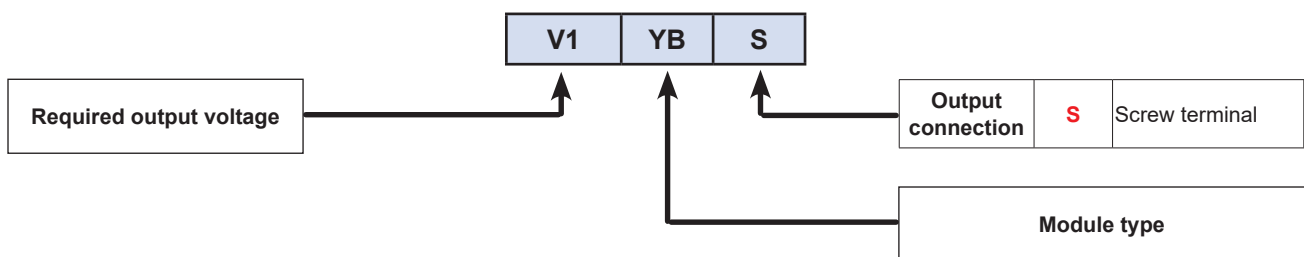 V1 YB S
Required output voltage
Output connection S Screw terminal
Module type